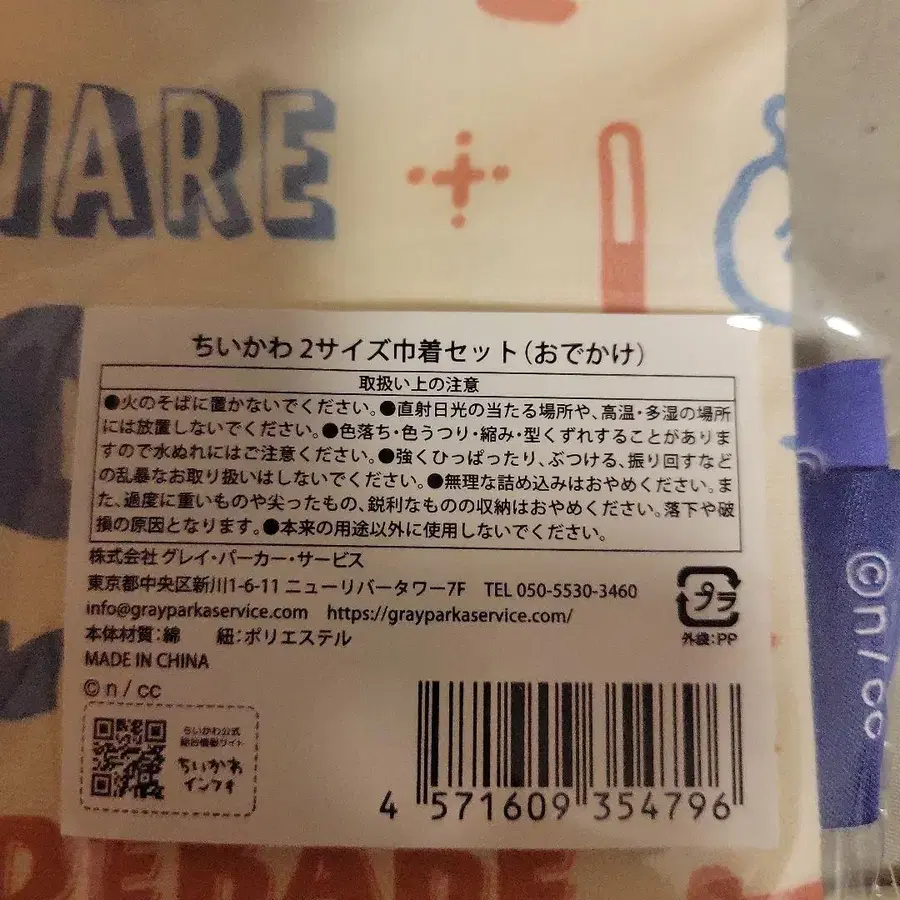 WARE
ちいかわ 2サイズ巾着セット(おでかけ)
取扱い上の注意
●火のそばに置かないでください。●直射日光の当たる場所や、高温・多湿の場所
には放置しないでください。●色落ち・色うつり・縮み・型くずれすることがありま
すので水ぬれにはご注意ください。●強くひっぱったり、ぶつける、振り回すなど
の乱暴なお取り扱いはしないでください。●無理な詰め込みはおやめください。ま
た、過度に重いものや尖ったもの、鋭利なものの収納はおやめください。落下や破
損の原因となります。●本来の用途以外に使用しないでください。
株式会社 グレイ・パーカー・サービス
東京都中央区新川1-6-11 ニューリバータワー7F TEL 050-5530-3460
info@grayparkaservice.com https://grayparkaservice.com/
プラ
外袋:PP
本体材質:綿 紐:ポリエステル
MADE IN CHINA
©n / cc
ちいかわ公式
総合情報サイト
ちいかわ
インフォ
4 571609 354796
©n / cc